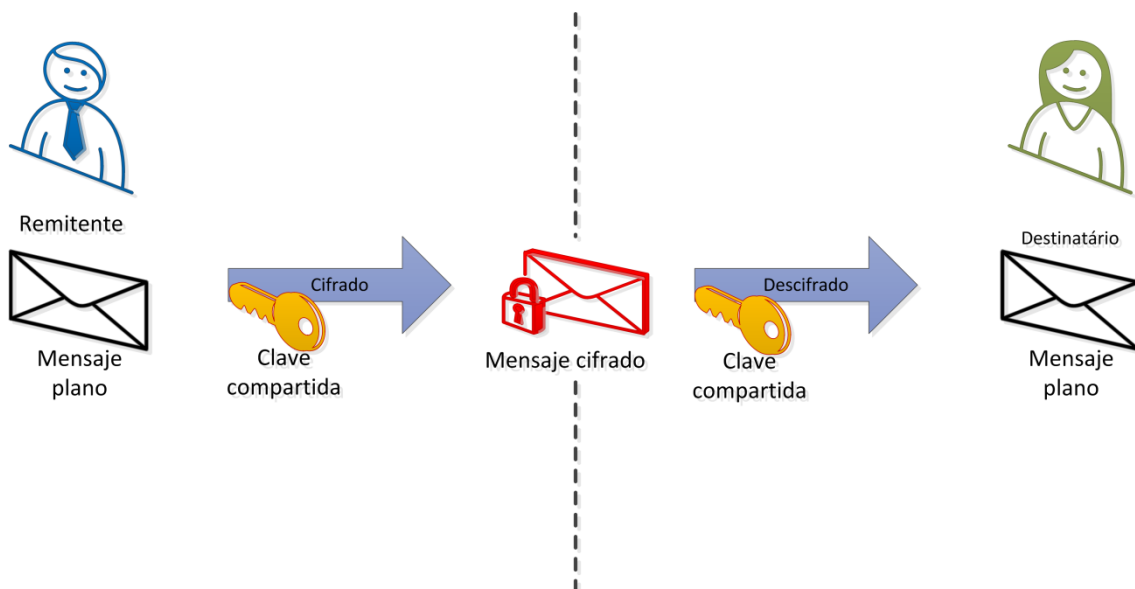 Remitente
Destinatário
Cifrado
Descifrado
Mensaje
plano
Clave
compartida
Mensaje cifrado
Clave
compartida
Mensaje
plano